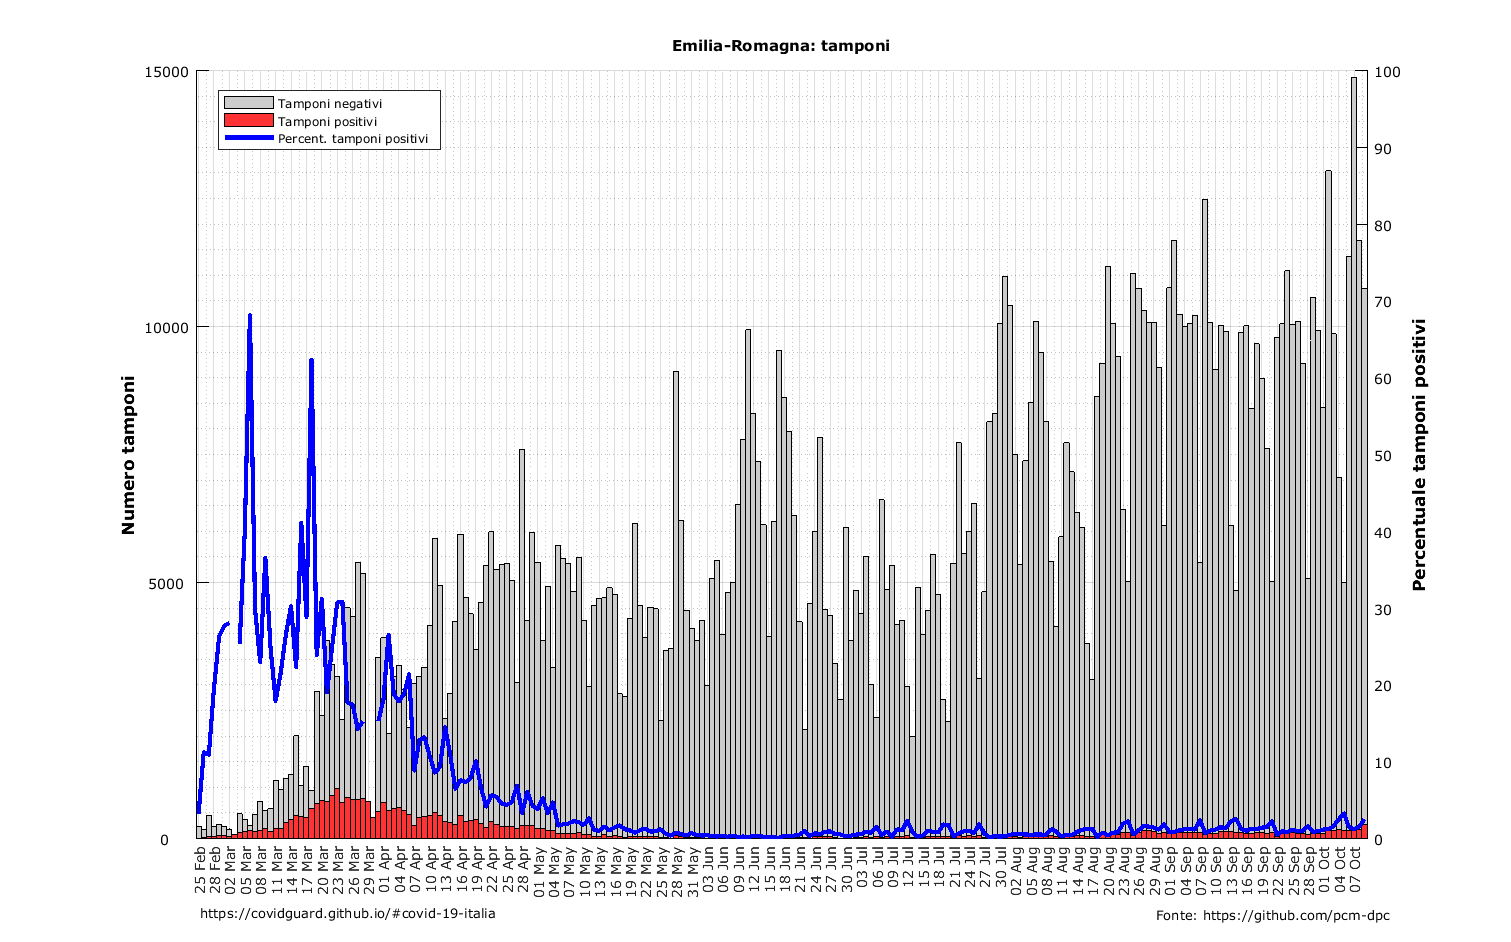 Emilia-Romagna: tamponi
15000
10000
5000
0
100
90
80
70
60
50
40
30
20
10
0
Tamponi negativi
Tamponi positivi
Percent. tamponi positivi
Numero tamponi
Percentuale tamponi positivi
25 Feb
28 Feb
02 Mar
05 Mar
08 Mar
11 Mar
14 Mar
17 Mar
20 Mar
23 Mar
26 Mar
29 Mar
01 Apr
04 Apr
07 Apr
10 Apr
13 Apr
16 Apr
19 Apr
22 Apr
25 Apr
28 Apr
01 May
04 May
07 May
10 May
13 May
16 May
19 May
22 May
25 May
28 May
31 May
03 Jun
06 Jun
09 Jun
12 Jun
15 Jun
18 Jun
21 Jun
24 Jun
27 Jun
30 Jun
03 Jul
06 Jul
09 Jul
12 Jul
15 Jul
18 Jul
21 Jul
24 Jul
27 Jul
30 Jul
02 Aug
05 Aug
08 Aug
11 Aug
14 Aug
17 Aug
20 Aug
23 Aug
26 Aug
29 Aug
01 Sep
04 Sep
07 Sep
10 Sep
13 Sep
16 Sep
19 Sep
22 Sep
25 Sep
28 Sep
01 Oct
04 Oct
07 Oct
https://covidguard.github.io/#covid-19-italia
Fonte: https://github.com/pcm-dpc